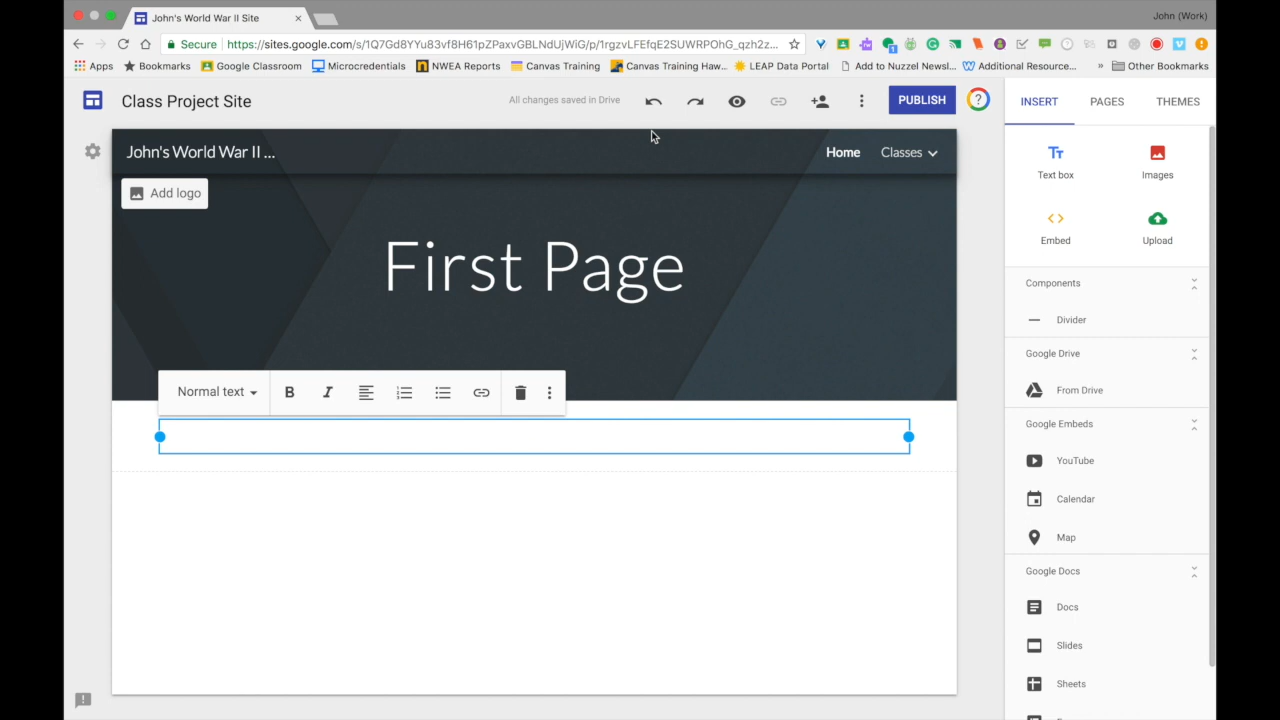 John's World War II Site
John (Work)
Secure
https://sites.google.com/s/1Q7Gd8YYu83vf8H61pZPaxvGBLNdUjWiG/p/1rgzvLFEfqE2SUWRPOhG_qzh2z...
Apps Bookmarks Google Classroom Microcredentials NWEA Reports Canvas Training Canvas Training Haw... LEAP Data Portal Add to Nuzzel Newsl... Additional Resource... » Other Bookmarks
Class Project Site
All changes saved in Drive
PUBLISH
?
INSERT PAGES THEMES
John's World War II ...
Home Classes
Add logo
First Page
Normal text
B I
Tт
Text box Images
Embed Upload
Components
Divider
Google Drive
From Drive
Google Embeds
YouTube
Calendar
Map
Google Docs
Docs
Slides
Sheets